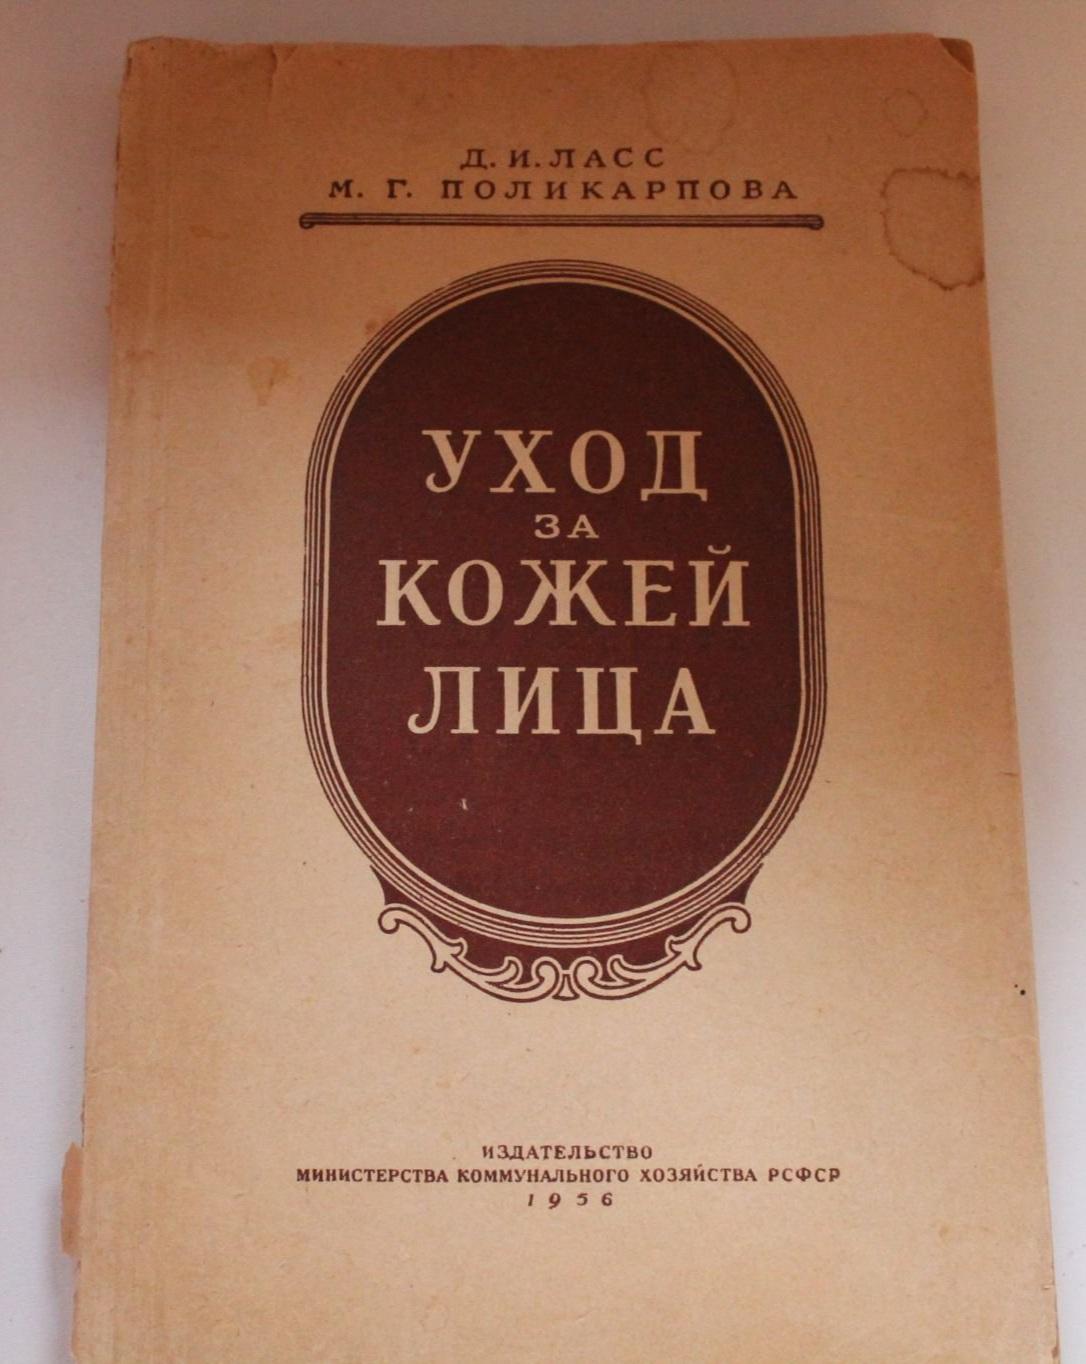 Д. И. ЛАСС
М. Г. ПОЛИКАРПОВА
УХОД
ЗА
КОЖЕЙ
ЛИЦА
ИЗДАТЕЛЬСТВО
МИНИСТЕРСТВА КОММУНАЛЬНОГО ХОЗЯЙСТВА РСФСР
1956